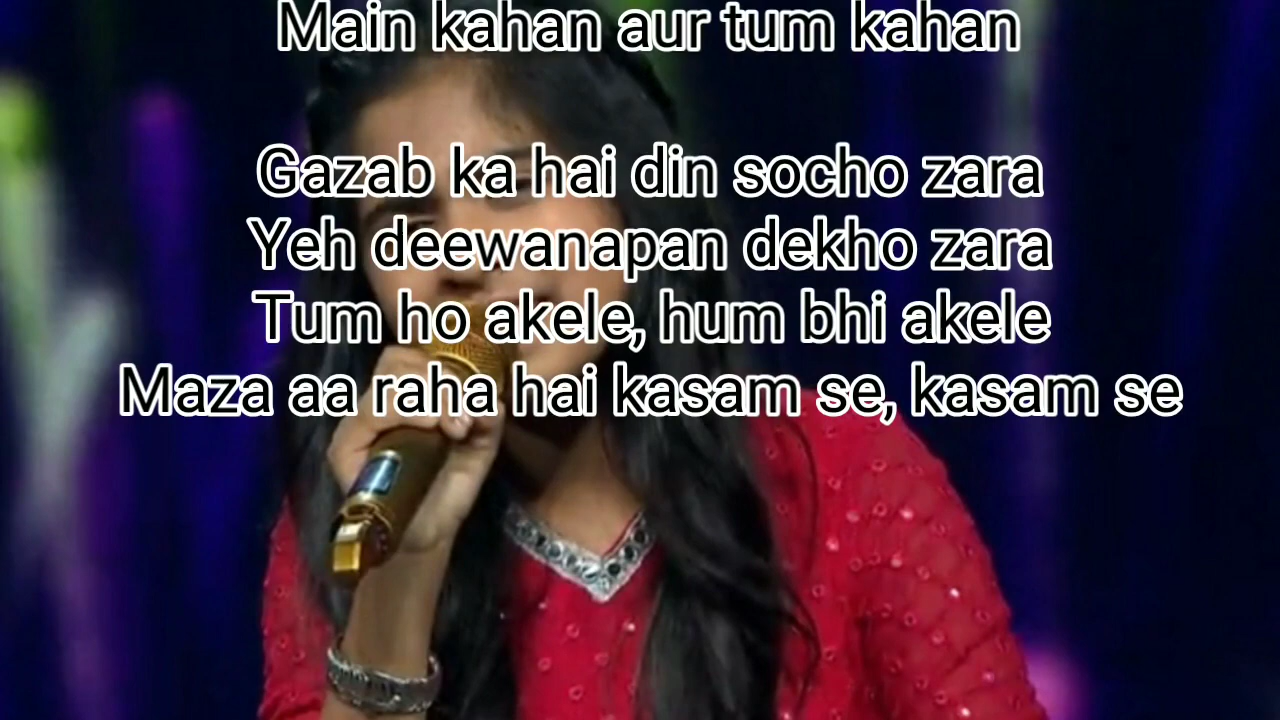 Main kahan aur tum kahan
Gazab ka hai din socho zara
Yeh deewanapan dekho zara
Tum ho akele, hum bhi akele
Maza aa raha hai kasam se, kasam se